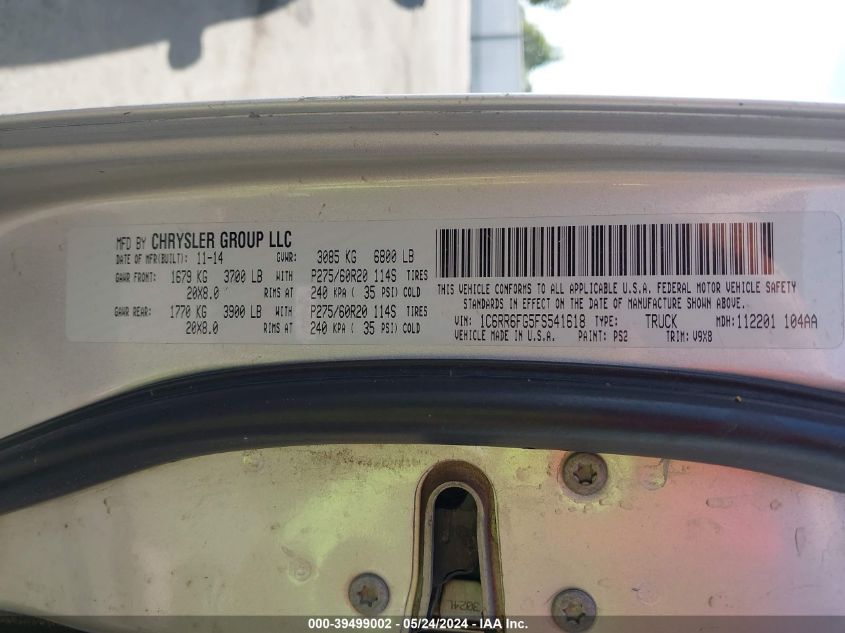 MFD BY CHRYSLER GROUP LLC
DATE OF MFR(BUILT): 11-14 GVWR: 3085 KG 6800 LB
GAWR FRONT: 1679 KG 3700 LB WITH P275/60R20 114S TIRES
20X8.0 RIMS AT 240 KPA ( 35 PSI) COLD
GAWR REAR: 1770 KG 3900 LB WITH P275/60R20 114S TIRES
20X8.0 RIMS AT 240 KPA ( 35 PSI) COLD
THIS VEHICLE CONFORMS TO ALL APPLICABLE U.S.A. FEDERAL MOTOR VEHICLE SAFETY
STANDARDS IN EFFECT ON THE DATE OF MANUFACTURE SHOWN ABOVE.
VIN: 1C6RR6FG5FS541618 TYPE: TRUCK MDH: 112201 104AA
VEHICLE MADE IN U.S.A. PAINT: PS2 TRIM: V9X8
000-39499002 - 05/24/2024 - IAA Inc.